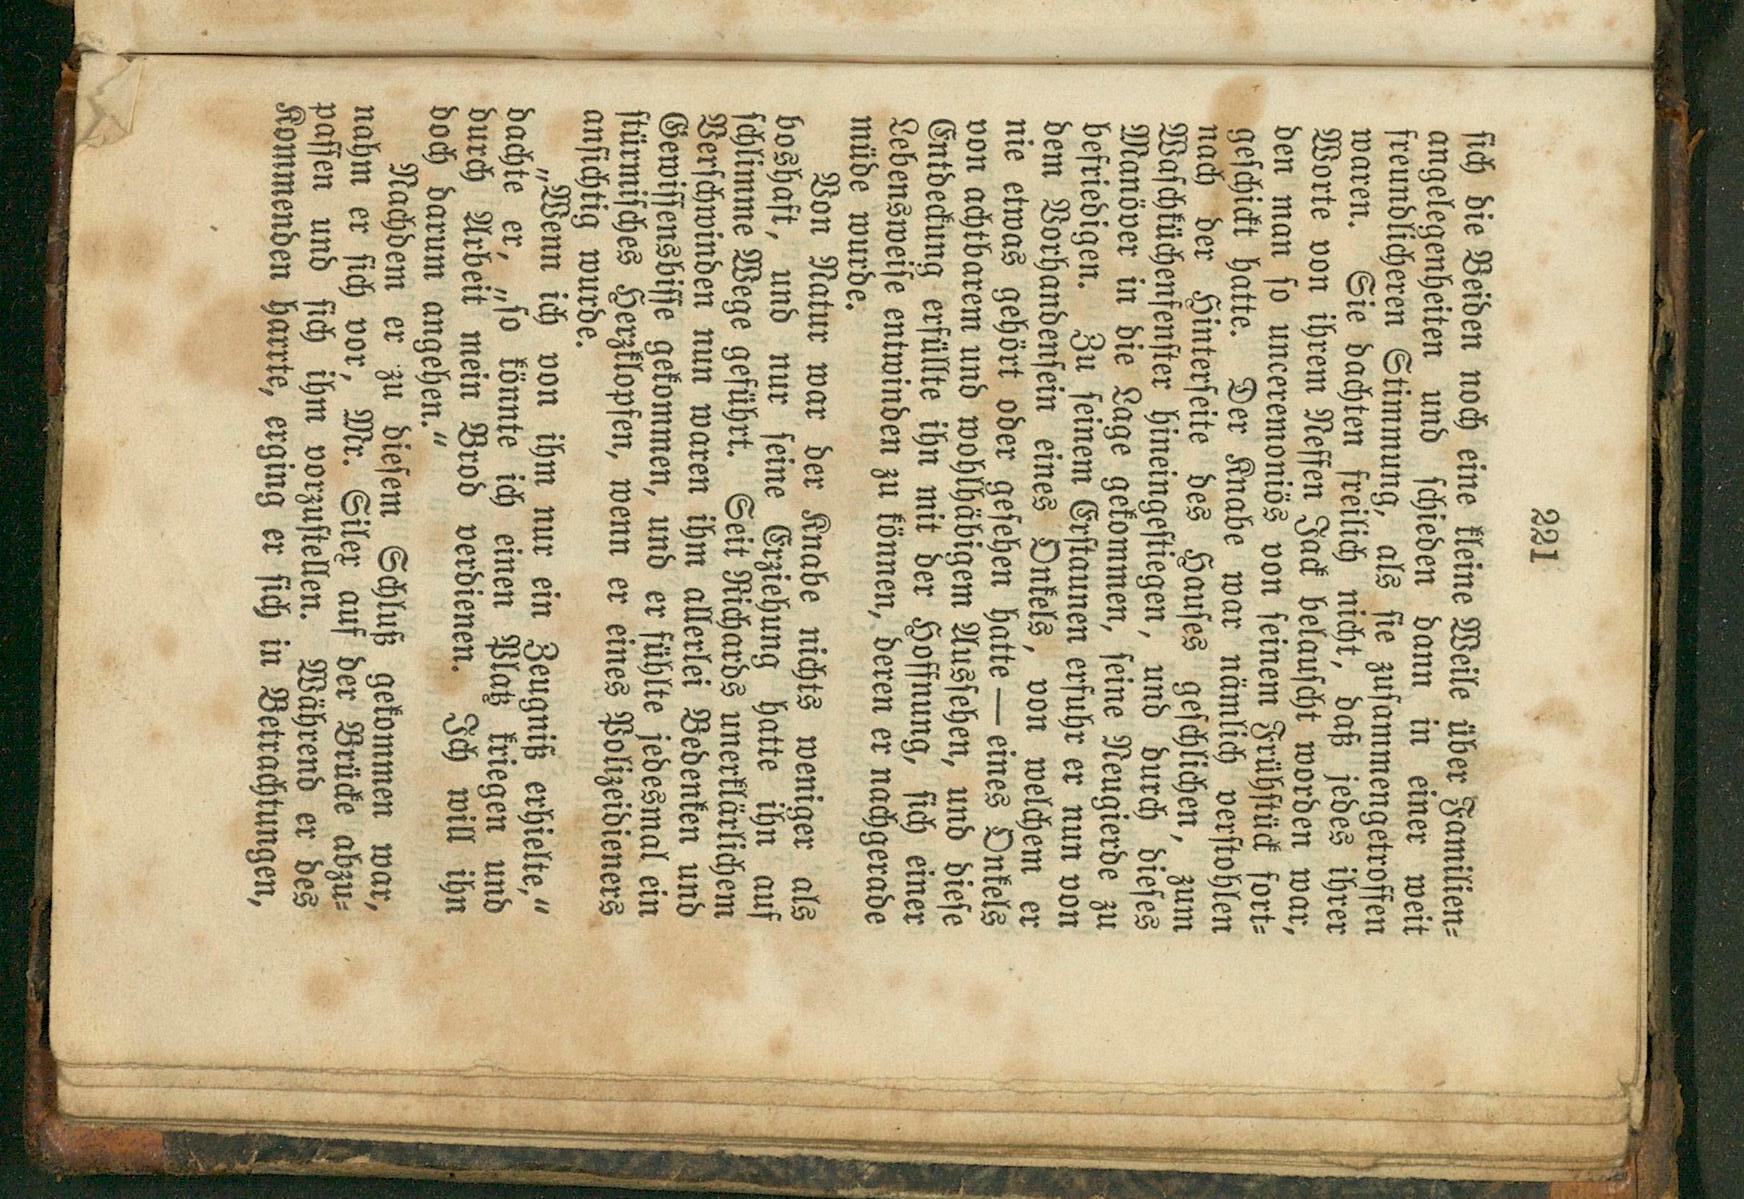 221
ſich die Beiden noch eine kleine Weile über Familien-
angelegenheiten und ſchieden dann in einer weit
freundlicheren Stimmung, als ſie zuſammengetroffen
waren. Sie dachten freilich nicht, daß jedes ihrer
Worte von ihrem Neffen Jack belauſcht worden war,
den man ſo unceremoniös von ſeinem Frühſtück fort-
geſchickt hatte. Der Knabe war nämlich verſtohlen
nach der Hinterſeite des Hauſes geſchlichen, zum
Waſchküchenfenſter hineingeſtiegen, und durch dieſes
Manöver in die Lage gekommen, ſeine Neugierde zu
befriedigen. Zu ſeinem Erſtaunen erfuhr er nun von
dem Vorhandenſein eines Onkels, von welchem er
nie etwas gehört oder geſehen hatte — eines Onkels
von achtbarem und wohlhäbigem Ausſehen, und dieſe
Entdeckung erfüllte ihn mit der Hoffnung, ſich einer
Lebensweiſe entwinden zu können, deren er nachgerade
müde wurde.
Von Natur war der Knabe nichts weniger als
boshaft, und nur ſeine Erziehung hatte ihn auf
ſchlimme Wege geführt. Seit Richards unerklärlichem
Verſchwinden nun waren ihm allerlei Bedenken und
Gewiſſensbiſſe gekommen, und er fühlte jedesmal ein
ſtürmiſches Herzklopfen, wenn er eines Polizeidieners
anſichtig wurde.
„Wenn ich von ihm nur ein Zeugniß erhielte,“
dachte er, „ſo könnte ich einen Platz kriegen und
durch Arbeit mein Brod verdienen. Ich will ihn
doch darum angehen.“
Nachdem er zu dieſem Schluß gekommen war,
nahm er ſich vor, Mr. Silex auf der Brücke abzu-
paſſen und ſich ihm vorzuſtellen. Während er des
Kommenden harrte, erging er ſich in Betrachtungen,